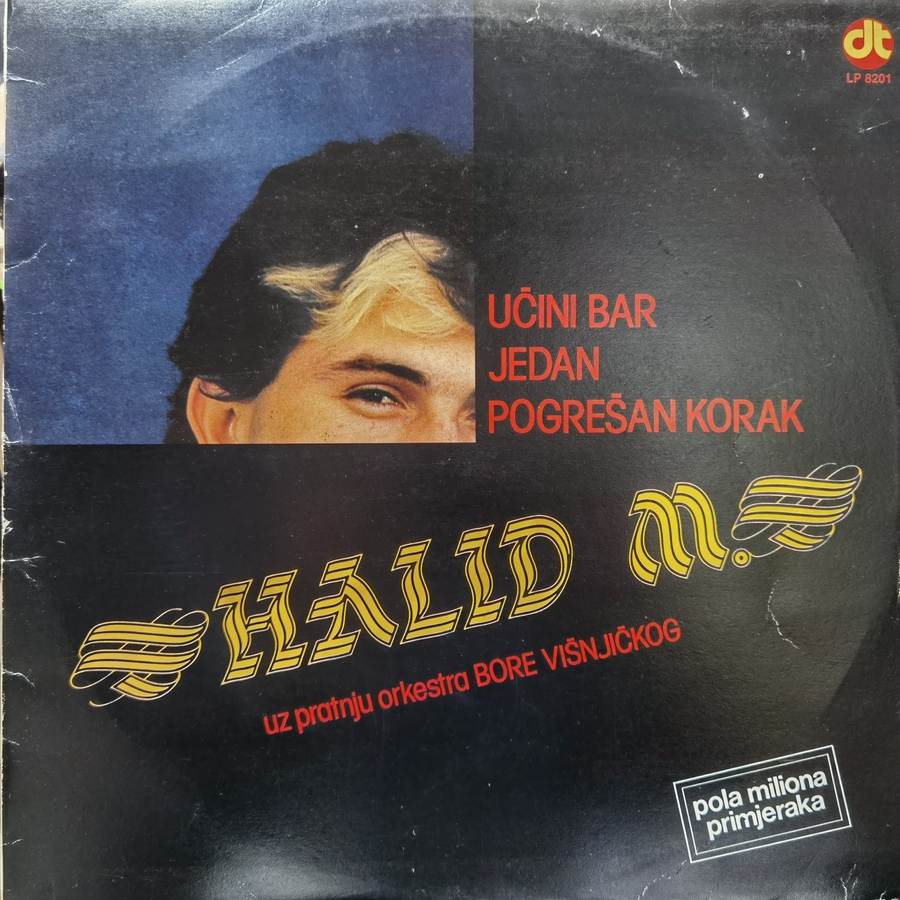 dt
LP 8201
UČINI BAR
JEDAN
POGREŠAN KORAK
HALID M.
uz pratnju orkestra BORE VIŠNJIČKOG
pola miliona
primjeraka